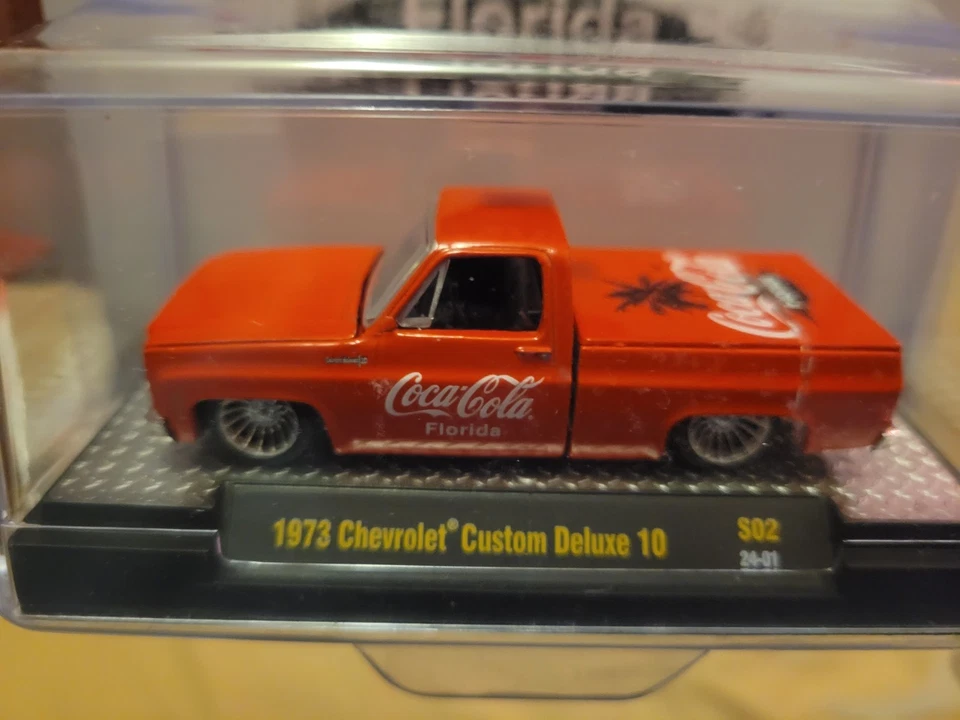 Florida
Coca-Cola
Coca-Cola
Florida
1973 Chevrolet® Custom Deluxe 10
S02
24-01